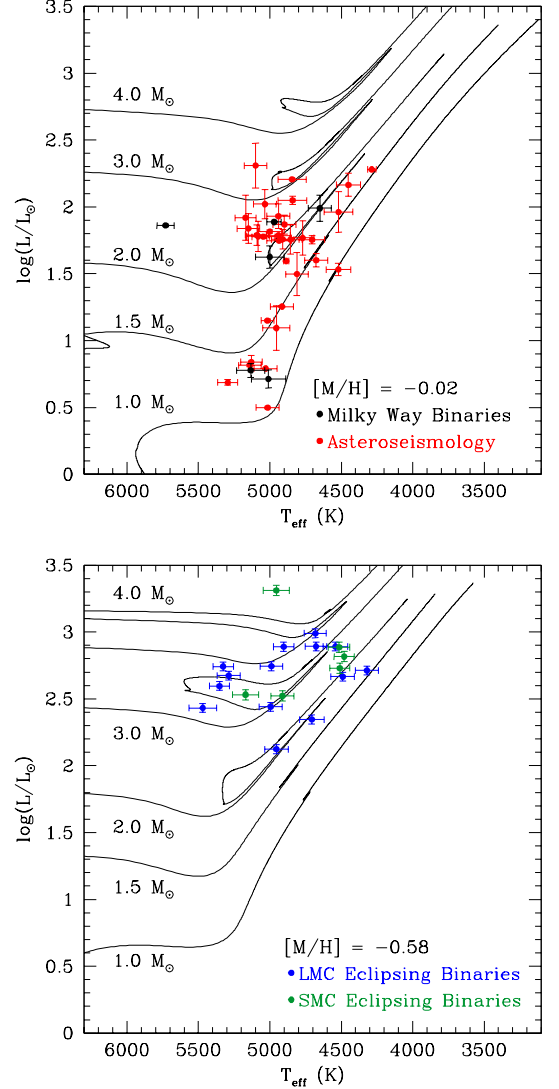 3.5
3
2.5
2
1.5
1
0.5
0
log(L/L⊙)
4.0 M⊙
3.0 M⊙
2.0 M⊙
1.5 M⊙
1.0 M⊙
[M/H] = −0.02
Milky Way Binaries
Asteroseismology
6000 5500 5000 4500 4000 3500
Teff (K)
3.5
3
2.5
2
1.5
1
0.5
0
log(L/L⊙)
4.0 M⊙
3.0 M⊙
2.0 M⊙
1.5 M⊙
1.0 M⊙
[M/H] = −0.58
LMC Eclipsing Binaries
SMC Eclipsing Binaries
6000 5500 5000 4500 4000 3500
Teff (K)